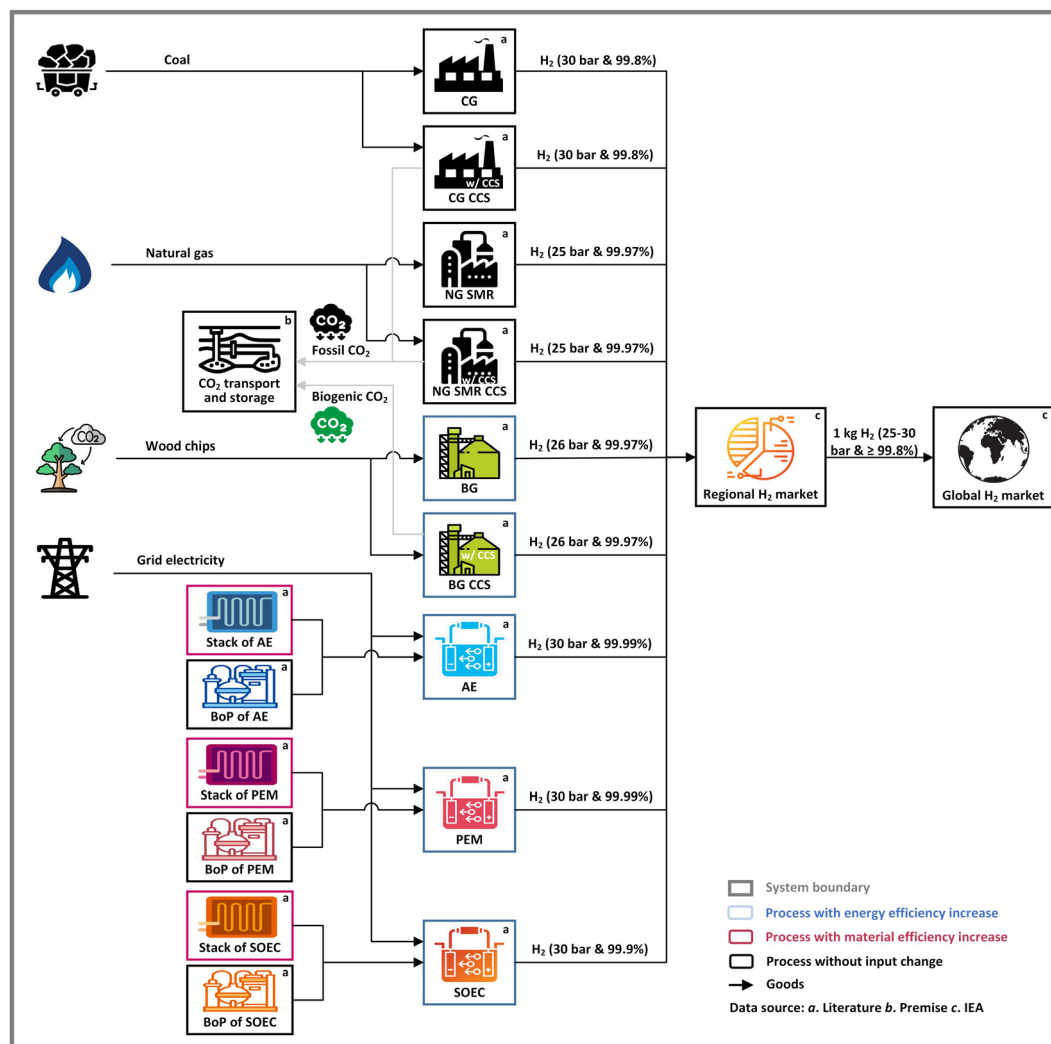 Coal
a
CG
H₂ (30 bar & 99.8%)
a
w/ CCS
CG CCS
H₂ (30 bar & 99.8%)
Natural gas
a
NG SMR
H₂ (25 bar & 99.97%)
b
CO₂ transport
and storage
CO₂
Fossil CO₂
a
w/ CCS
NG SMR CCS
H₂ (25 bar & 99.97%)
Biogenic CO₂
CO₂
CO₂
Wood chips
a
BG
H₂ (26 bar & 99.97%)
a
w/ CCS
BG CCS
H₂ (26 bar & 99.97%)
c
Regional H₂ market
1 kg H₂ (25-30
bar & ≥ 99.8%)
c
Global H₂ market
Grid electricity
a
Stack of AE
a
BoP of AE
a
AE
H₂ (30 bar & 99.99%)
a
Stack of PEM
a
BoP of PEM
a
PEM
H₂ (30 bar & 99.99%)
a
Stack of SOEC
a
BoP of SOEC
a
SOEC
H₂ (30 bar & 99.9%)
System boundary
Process with energy efficiency increase
Process with material efficiency increase
Process without input change
Goods
Data source: a. Literature b. Premise c. IEA